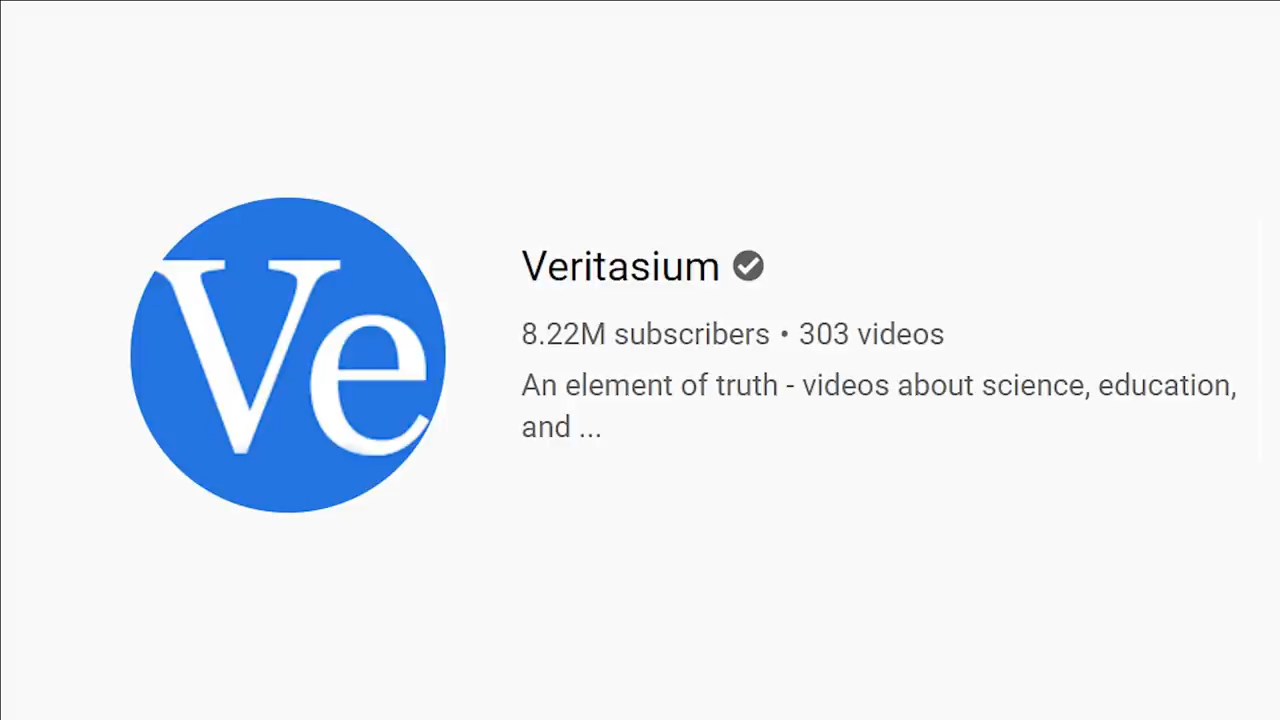 Ve
Veritasium
8.22M subscribers • 303 videos
An element of truth - videos about science, education,
and ...